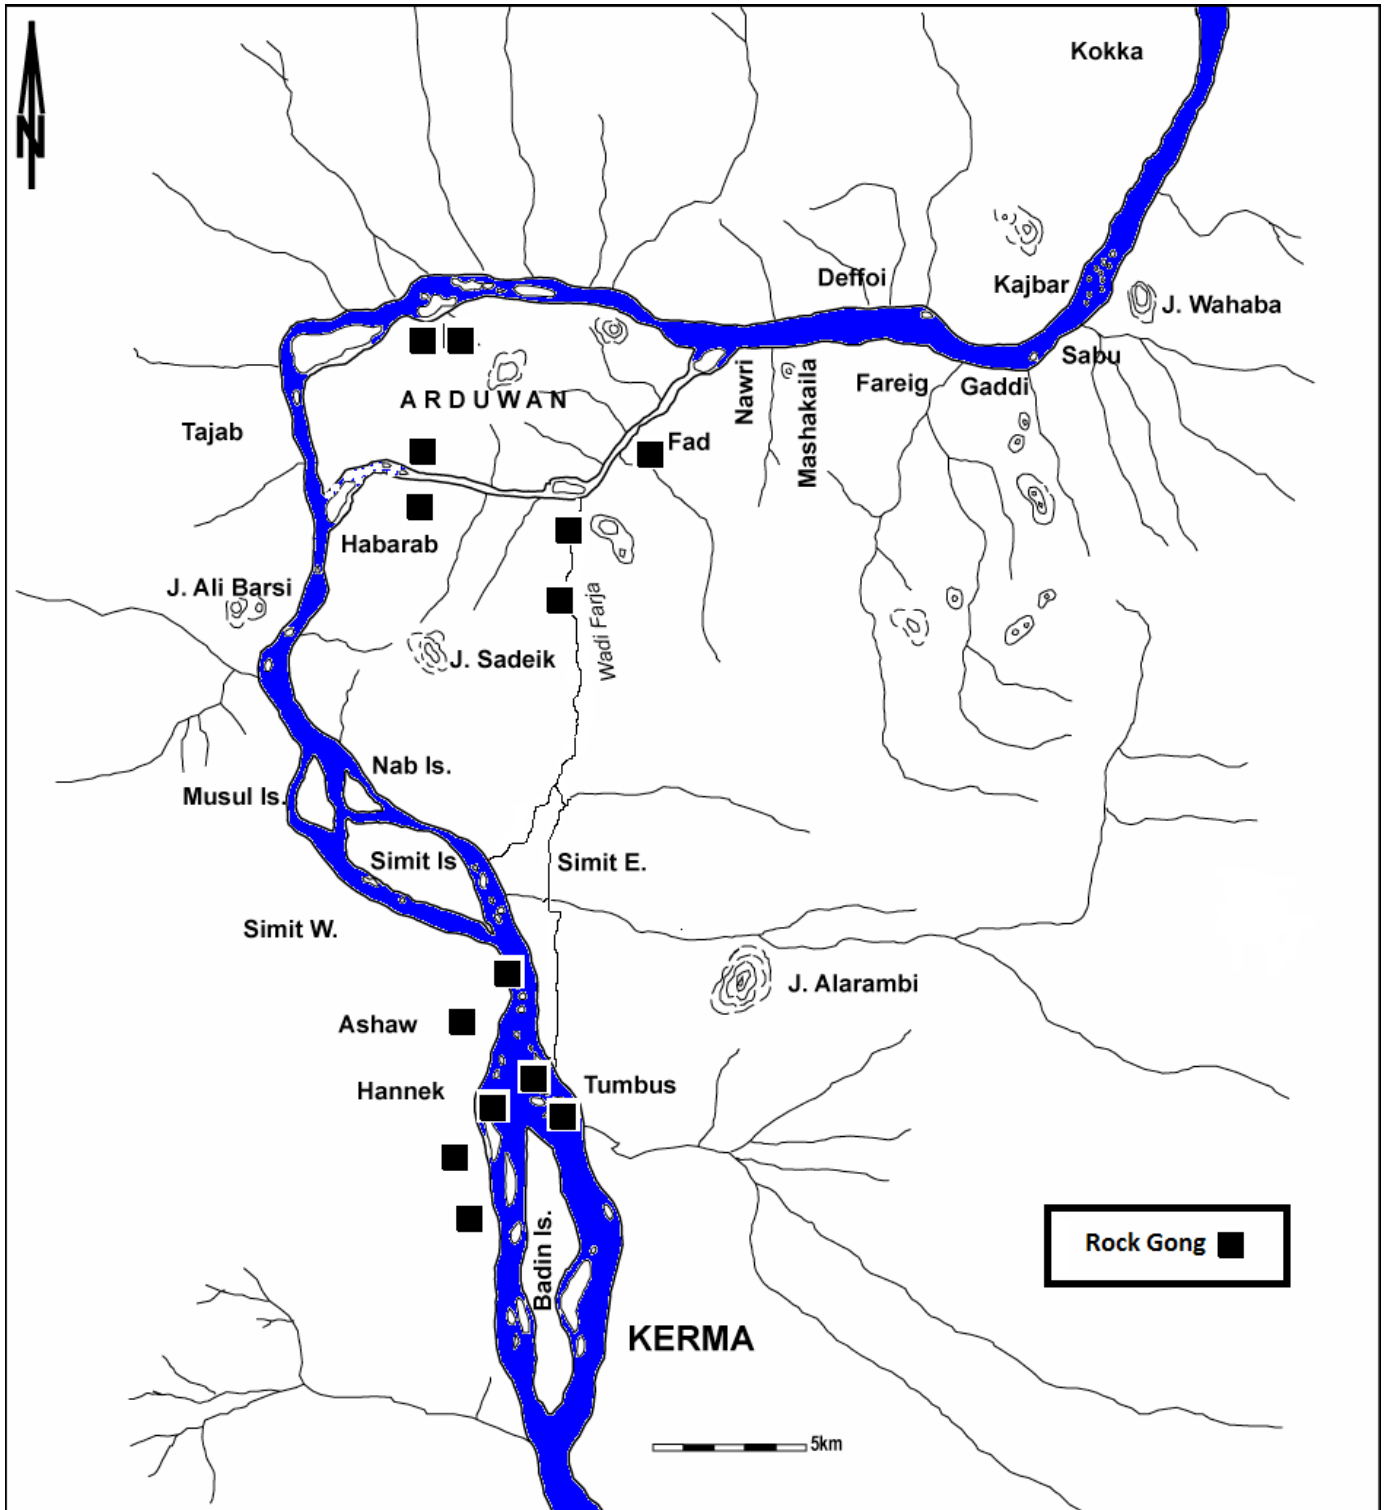 Kokka
N
Deffoi
Kajbar
J. Wahaba
Sabu
Nawri
Mashakaila
Fareig
Gaddi
ARDUWAN
Tajab
Fad
Habarab
J. Ali Barsi
Wadi Farja
J. Sadeik
Nab Is.
Musul Is.
Simit Is
Simit E.
Simit W.
J. Alarambi
Ashaw
Hannek
Tumbus
Badin Is.
Rock Gong
KERMA
5km